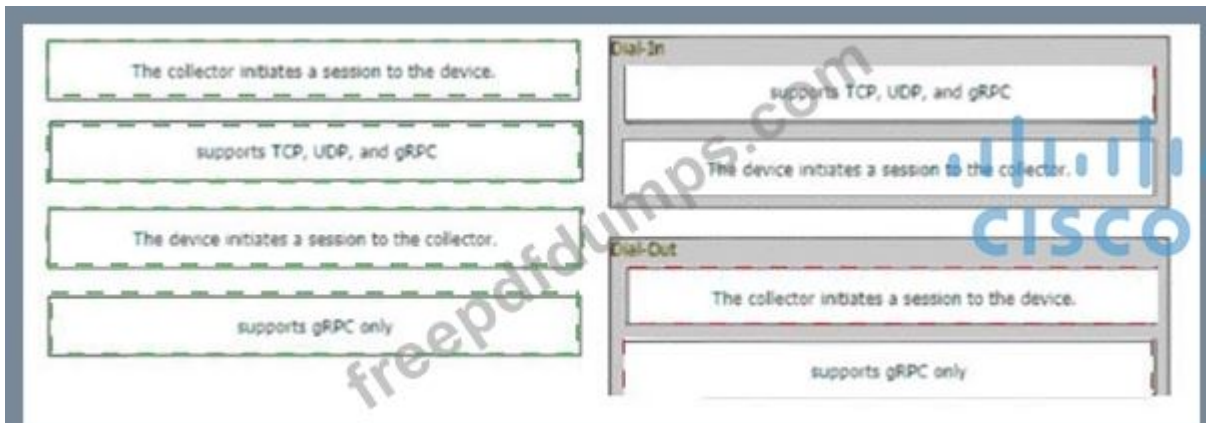 The collector initiates a session to the device.
supports TCP, UDP, and gRPC
The device initiates a session to the collector.
supports gRPC only
Dial-In
supports TCP, UDP, and gRPC
The device initiates a session to the collector.
Dial-Out
The collector initiates a session to the device.
supports gRPC only
freepdfdumps.com
CISCO